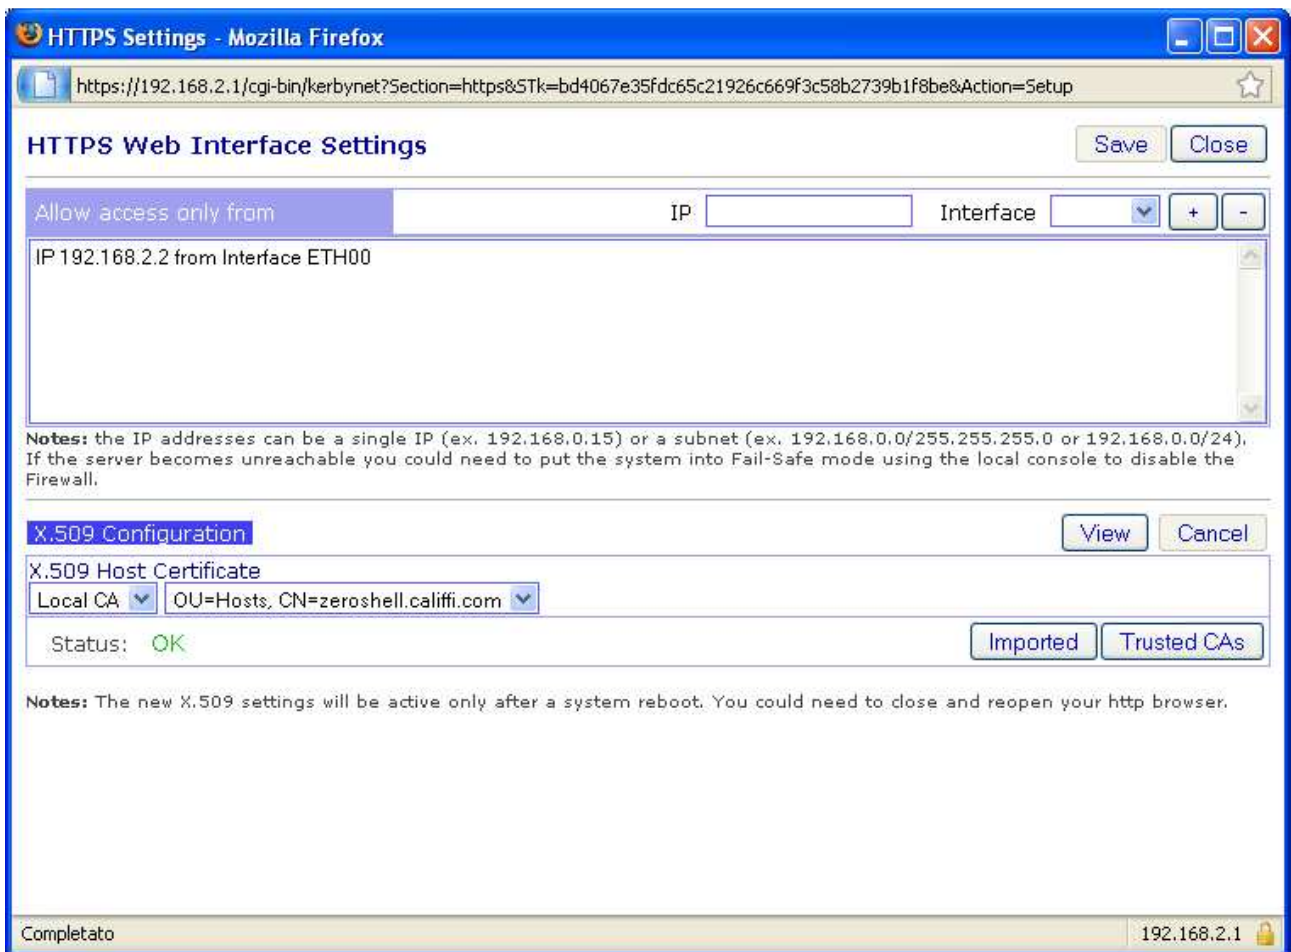 HTTPS Settings - Mozilla Firefox
https://192.168.2.1/cgi-bin/kerbynet?Section=https&STk=bd4067e35fdc65c21926c669f3c58b2739b1f8be&Action=Setup
HTTPS Web Interface Settings Save Close
Allow access only from IP Interface + -
IP 192.168.2.2 from Interface ETH00
Notes: the IP addresses can be a single IP (ex. 192.168.0.15) or a subnet (ex. 192.168.0.0/255.255.255.0 or 192.168.0.0/24).
If the server becomes unreachable you could need to put the system into Fail-Safe mode using the local console to disable the
Firewall.
X.509 Configuration View Cancel
X.509 Host Certificate
Local CA OU=Hosts, CN=zeroshell.califfi.com
Status: OK Imported Trusted CAs
Notes: The new X.509 settings will be active only after a system reboot. You could need to close and reopen your http browser.
Completato 192.168.2.1